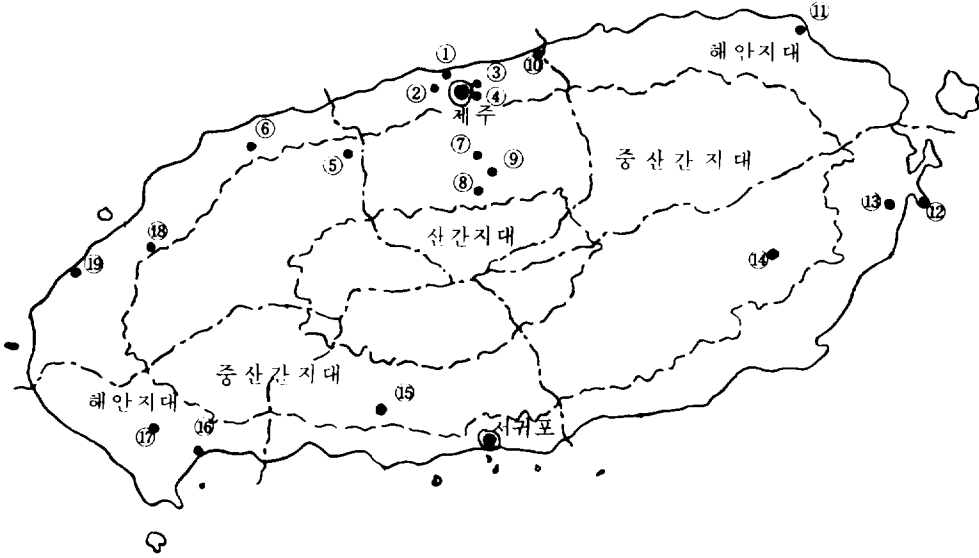 ⑪
해안지대
① ③ ⑩
② ④
제주
⑥ ⑦
⑤ ⑨ 중산간지대
⑧
⑬ ⑫
산간지대
⑱
⑲ ⑭
중산간지대
⑮
해안지대
⑰ ⑯ 서귀포